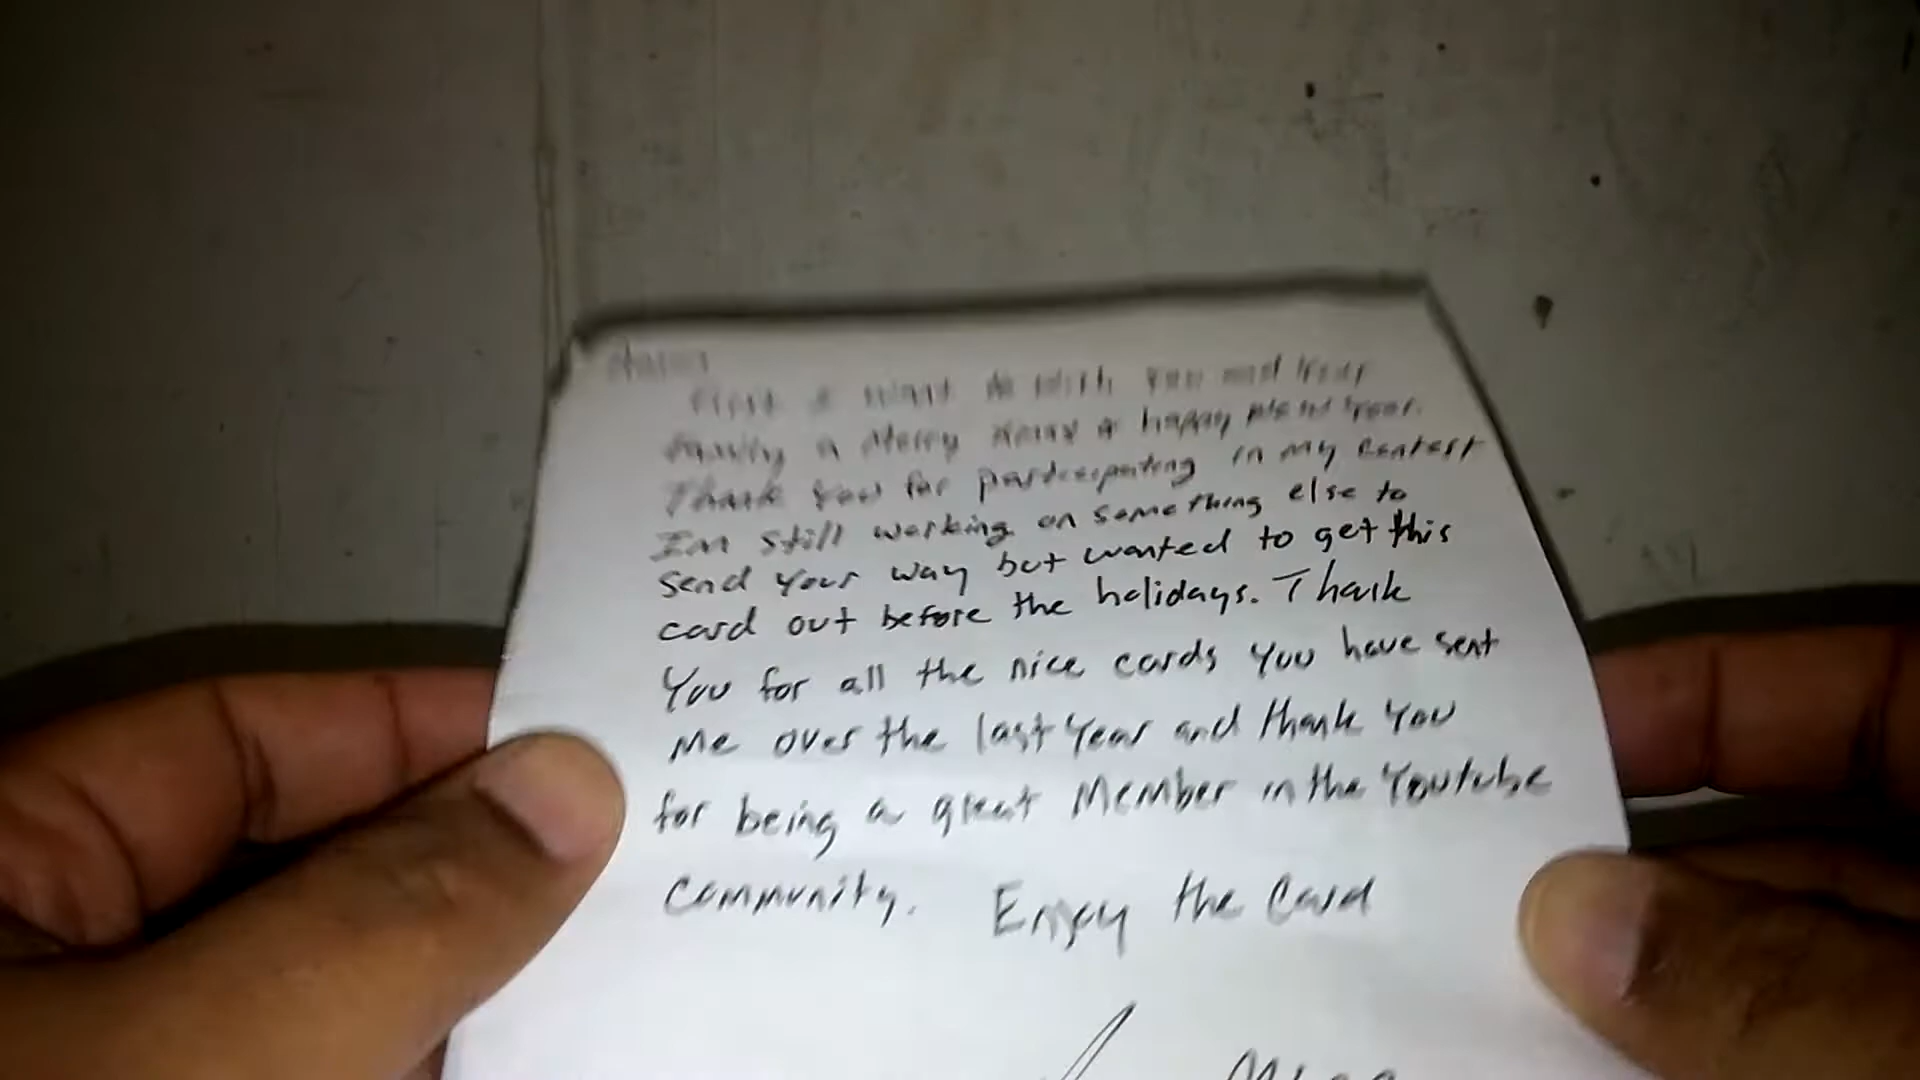 First I want to wish you and your
Family a Merry Xmas & happy New Year.
Thank You for participating in my contest
I'm still working on something else to
send your way but wanted to get this
card out before the holidays. Thank
You for all the nice cards you have sent
Me over the last Year and thank You
for being a great Member in the Youtube
Community. Enjoy the Card